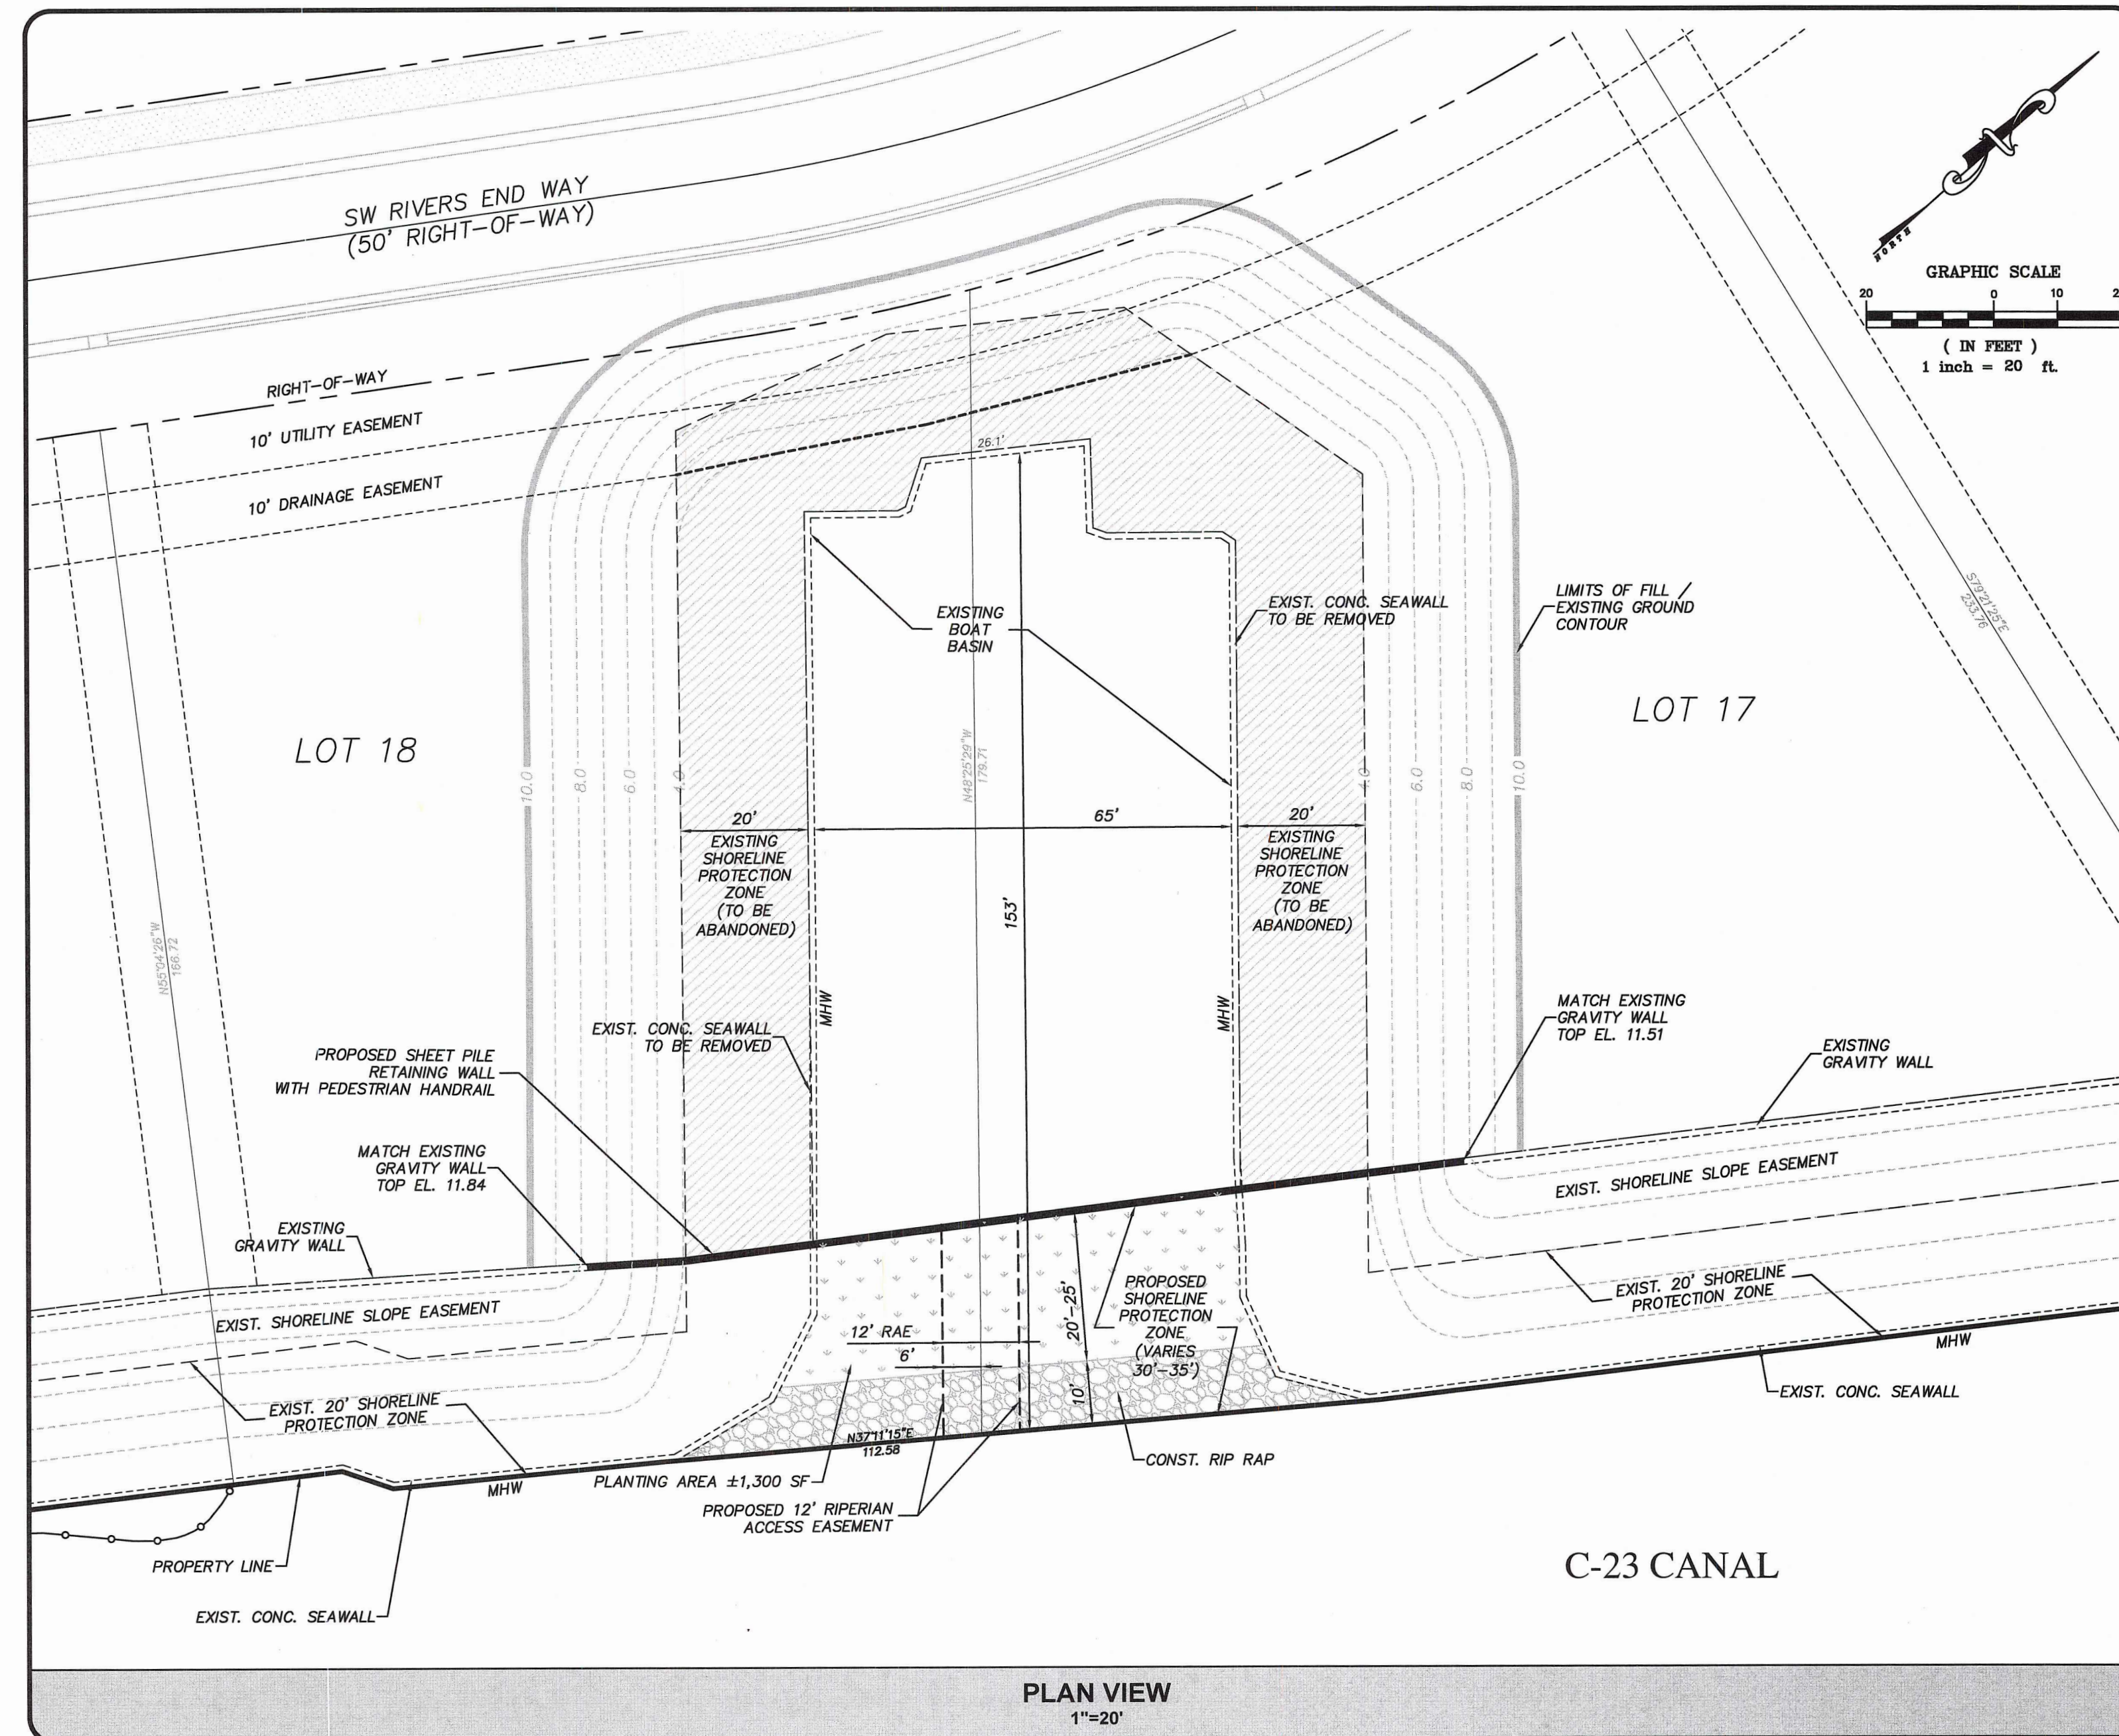 SW RIVERS END WAY
(50' RIGHT-OF-WAY)
NORTH
GRAPHIC SCALE
20 0 10
( IN FEET )
1 inch = 20 ft.
RIGHT-OF-WAY
10' UTILITY EASEMENT
10' DRAINAGE EASEMENT
26.1'
EXISTING
BOAT
BASIN
EXIST. CONC. SEAWALL
TO BE REMOVED
LIMITS OF FILL /
EXISTING GROUND
CONTOUR
S79°21'25"E
233.76
LOT 18
LOT 17
10.0
8.0
6.0
4.0
N48°25'29"W
179.71
4.0
6.0
8.0
10.0
20'
65'
20'
EXISTING
SHORELINE
PROTECTION
ZONE
(TO BE
ABANDONED)
153'
EXISTING
SHORELINE
PROTECTION
ZONE
(TO BE
ABANDONED)
N55°04'26"W
166.72
MHW
MHW
EXIST. CONC. SEAWALL
TO BE REMOVED
MATCH EXISTING
GRAVITY WALL
TOP EL. 11.51
EXISTING
GRAVITY WALL
PROPOSED SHEET PILE
RETAINING WALL
WITH PEDESTRIAN HANDRAIL
MATCH EXISTING
GRAVITY WALL
TOP EL. 11.84
EXISTING
GRAVITY WALL
EXIST. SHORELINE SLOPE EASEMENT
EXIST. SHORELINE SLOPE EASEMENT
12' RAE
6'
20'-25'
10'
PROPOSED
SHORELINE
PROTECTION
ZONE
(VARIES
30'-35')
EXIST. 20' SHORELINE
PROTECTION ZONE
MHW
EXIST. CONC. SEAWALL
EXIST. 20' SHORELINE
PROTECTION ZONE
N37°11'15"E
112.58
CONST. RIP RAP
MHW
PLANTING AREA ±1,300 SF
PROPOSED 12' RIPERIAN
ACCESS EASEMENT
PROPERTY LINE
EXIST. CONC. SEAWALL
C-23 CANAL
PLAN VIEW
1"=20'